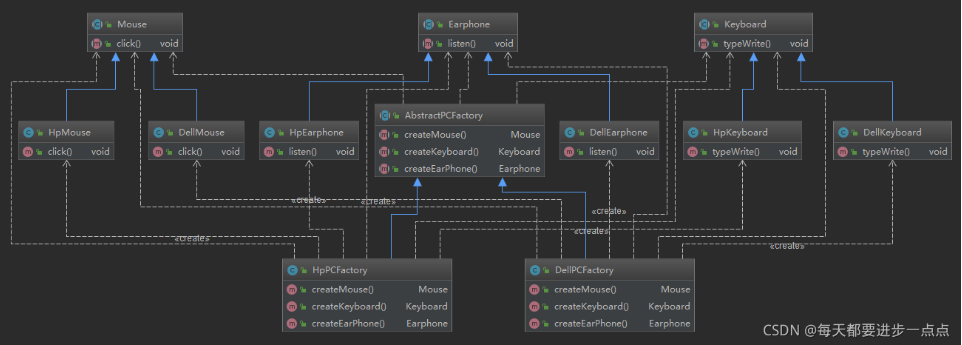 Mouse
click() void
Earphone
listen() void
Keyboard
typeWrite() void
HpMouse
click() void
DellMouse
click() void
HpEarphone
listen() void
AbstractPCFactory
createMouse() Mouse
createKeyboard() Keyboard
createEarPhone() Earphone
DellEarphone
listen() void
HpKeyboard
typeWrite() void
DellKeyboard
typeWrite() void
«create»
«create»
«create»
«create»
«create»
«create»
HpPCFactory
createMouse() Mouse
createKeyboard() Keyboard
createEarPhone() Earphone
DellPCFactory
createMouse() Mouse
createKeyboard() Keyboard
createEarPhone() Earphone
CSDN @每天都要进步一点点